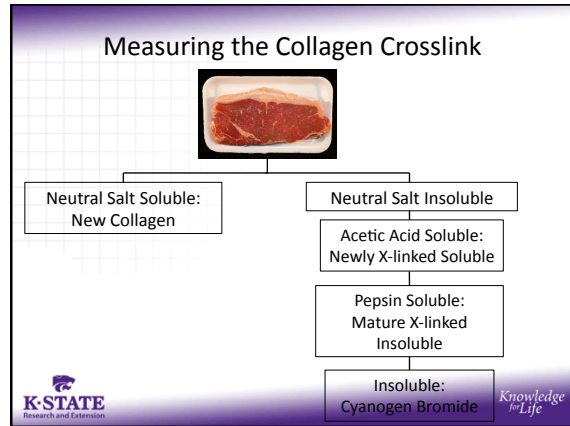 Measuring the Collagen Crosslink
Neutral Salt Soluble:
New Collagen
Neutral Salt Insoluble
Acetic Acid Soluble:
Newly X-linked Soluble
Pepsin Soluble:
Mature X-linked
Insoluble
Insoluble:
Cyanogen Bromide
K-STATE
Research and Extension
Knowledge
for Life